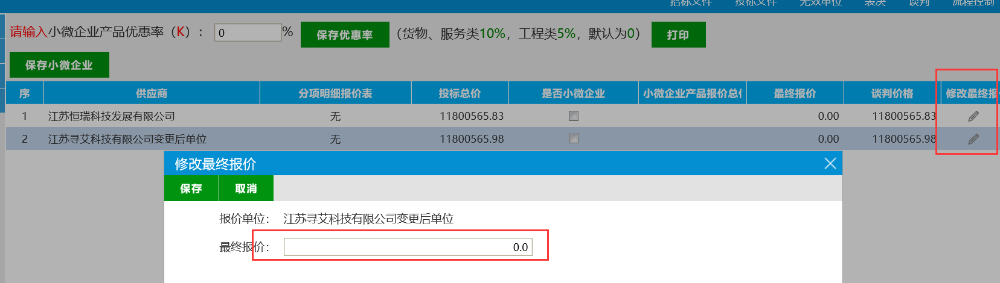 招标文件 投标文件 无效单位 表决 谈判 流程控制
请输入小微企业产品优惠率（K）： 0 % 保存优惠率 （货物、服务类10%，工程类5%，默认为0） 打印
保存小微企业
序 供应商 分项明细报价表 投标总价 是否小微企业 小微企业产品报价总 最终报价 谈判价格 修改最终报
1 江苏恒瑞科技发展有限公司 无 11800565.83 0.00 11800565.83
2 江苏寻艾科技有限公司变更后单位 无 11800565.98 0.00 11800565.98
修改最终报价
保存 取消
报价单位： 江苏寻艾科技有限公司变更后单位
最终报价： 0.0